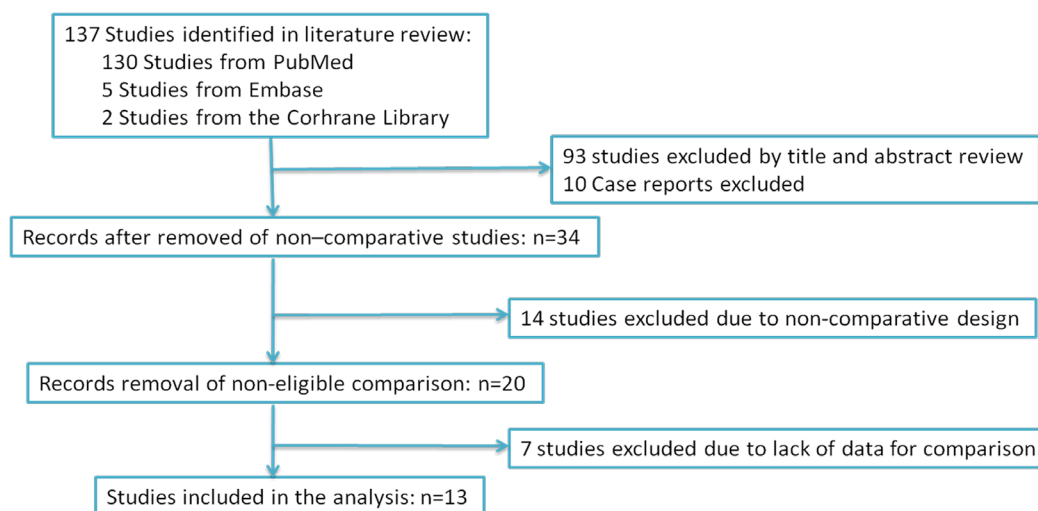 137 Studies identified in literature review:
130 Studies from PubMed
5 Studies from Embase
2 Studies from the Corhrane Library
93 studies excluded by title and abstract review
10 Case reports excluded
Records after removed of non–comparative studies: n=34
14 studies excluded due to non-comparative design
Records removal of non-eligible comparison: n=20
7 studies excluded due to lack of data for comparison
Studies included in the analysis: n=13